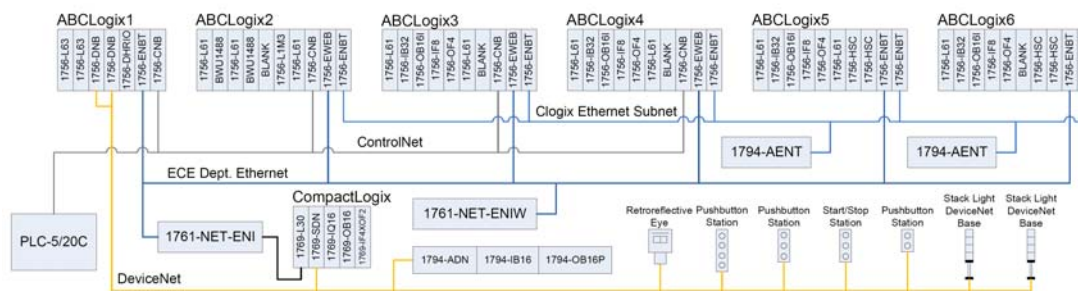 ABCLogix1
ABCLogix2
ABCLogix3
ABCLogix4
ABCLogix5
ABCLogix6
1756-L63
1756-L63
1756-DNB
1756-DNB
1756-DHRIO
1756-ENBT
1756-CNB
1756-L61
BWU1488
1756-L61
BWU1488
BLANK
1756-L1M3
1756-CNB
1756-EWEB
1756-ENBT
1756-L61
1756-IB32
1756-OB16I
1756-IF8
1756-OF4
1756-L61
BLANK
1756-CNB
1756-EWEB
1756-ENBT
1756-L61
1756-IB32
1756-OB16I
1756-IF8
1756-OF4
1756-L61
BLANK
1756-CNB
1756-EWEB
1756-ENBT
1756-L61
1756-IB32
1756-OB16I
1756-IF8
1756-OF4
1756-L61
1756-HSC
1756-HSC
1756-ENBT
1756-ENBT
1756-L61
1756-IB32
1756-OB16I
1756-IF8
1756-OF4
BLANK
1756-HSC
1756-HSC
1756-ENBT
Clogix Ethernet Subnet
ControlNet
1794-AENT
1794-AENT
ECE Dept. Ethernet
CompactLogix
PLC-5/20C
1761-NET-ENI
1769-L30
1769-SDN
1769-IQ16
1769-OB16
1769-IF4XOF2
1761-NET-ENIW
Retroreflective
Eye
Pushbutton
Station
Pushbutton
Station
Start/Stop
Station
Pushbutton
Station
Stack Light
DeviceNet
Base
Stack Light
DeviceNet
Base
1794-ADN
1794-IB16
1794-OB16P
DeviceNet